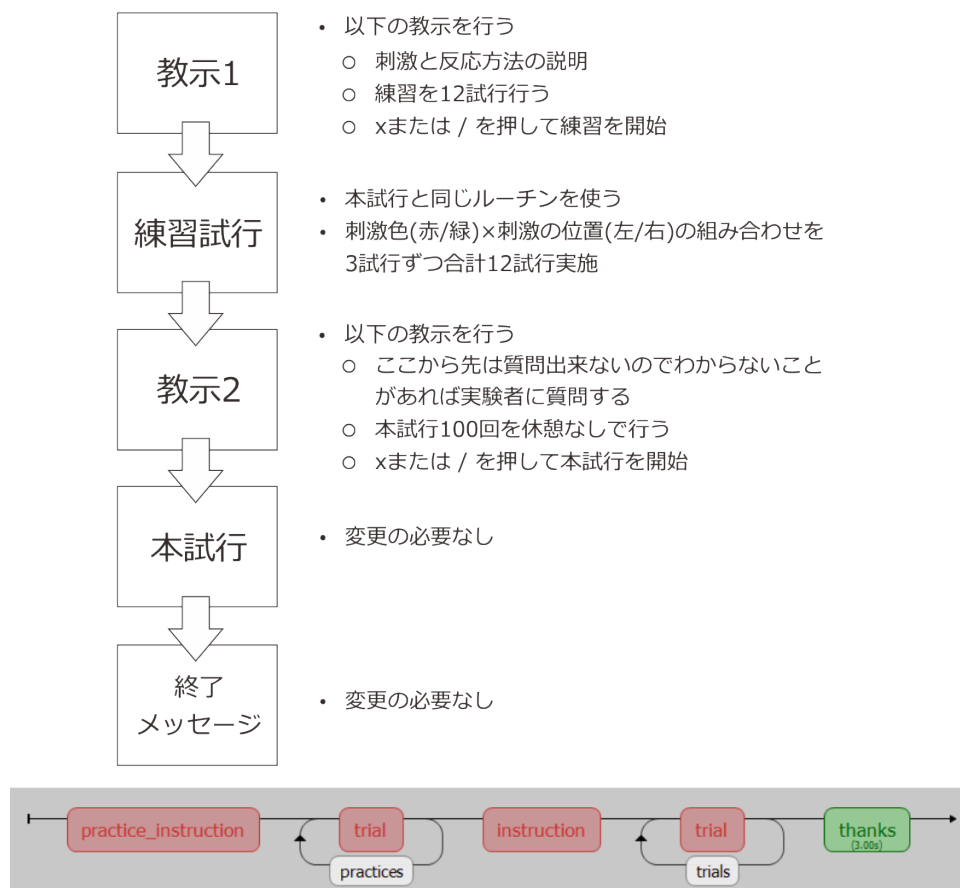 教示1
• 以下の教示を行う
○ 刺激と反応方法の説明
○ 練習を12試行行う
○ xまたは / を押して練習を開始
練習試行
• 本試行と同じルーチンを使う
• 刺激色(赤/緑)×刺激の位置(左/右)の組み合わせを
3試行ずつ合計12試行実施
教示2
• 以下の教示を行う
○ ここから先は質問出来ないのでわからないこと
があれば実験者に質問する
○ 本試行100回を休憩なしで行う
○ xまたは / を押して本試行を開始
本試行
• 変更の必要なし
終了
メッセージ
• 変更の必要なし
practice_instruction
trial
practices
instruction
trial
trials
thanks
(3.00s)